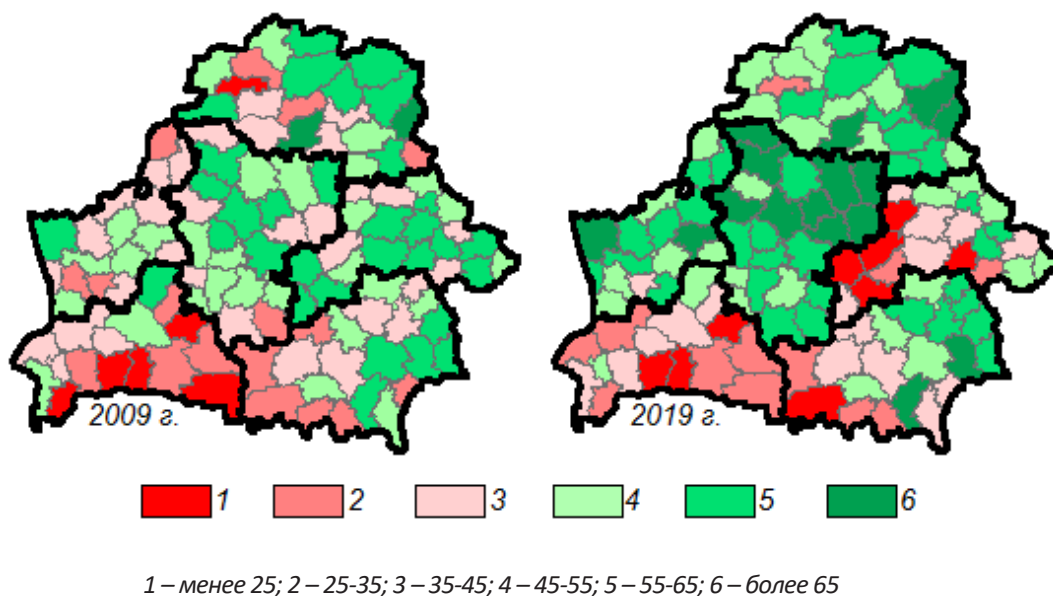 2009 г. 2019 г.
1 2 3 4 5 6
1 – менее 25; 2 – 25-35; 3 – 35-45; 4 – 45-55; 5 – 55-65; 6 – более 65